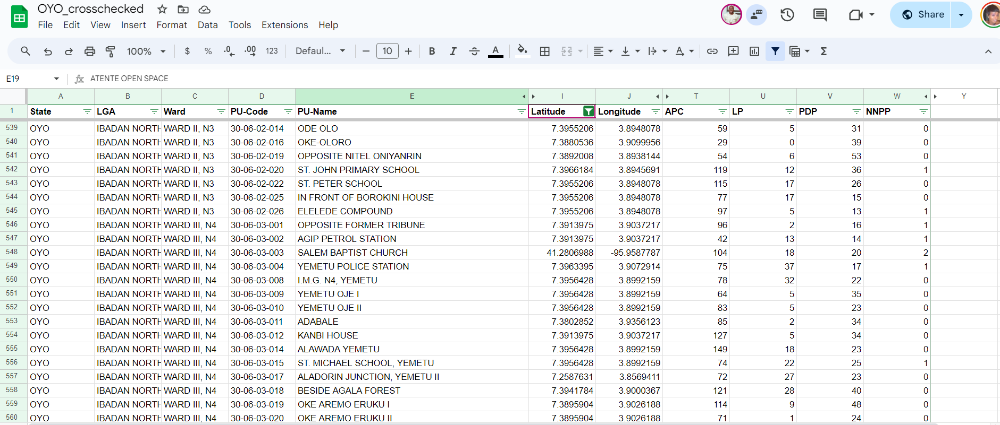 OYO_crosschecked
File Edit View Insert Format Data Tools Extensions Help
Share
100% $ % .0 .00 123 Defaul... 10 B I A
E19 fx ATENTE OPEN SPACE
A B C D E I J T U V W Y
1 State LGA Ward PU-Code PU-Name Latitude Longitude APC LP PDP NNPP
539 OYO IBADAN NORTH WARD II, N3 30-06-02-014 ODE OLO 7.3955206 3.8948078 59 5 31 0
540 OYO IBADAN NORTH WARD II, N3 30-06-02-016 OKE-OLORO 7.3880536 3.9099956 29 0 39 0
541 OYO IBADAN NORTH WARD II, N3 30-06-02-019 OPPOSITE NITEL ONIYANRIN 7.3892008 3.8938144 54 6 53 0
542 OYO IBADAN NORTH WARD II, N3 30-06-02-020 ST. JOHN PRIMARY SCHOOL 7.3966184 3.8945691 119 12 36 1
543 OYO IBADAN NORTH WARD II, N3 30-06-02-022 ST. PETER SCHOOL 7.3955206 3.8948078 115 17 26 0
544 OYO IBADAN NORTH WARD II, N3 30-06-02-025 IN FRONT OF BOROKINI HOUSE 7.3955206 3.8948078 77 17 15 0
545 OYO IBADAN NORTH WARD II, N3 30-06-02-026 ELELEDE COMPOUND 7.3955206 3.8948078 97 5 13 1
546 OYO IBADAN NORTH WARD III, N4 30-06-03-001 OPPOSITE FORMER TRIBUNE 7.3913975 3.9037217 96 2 16 1
547 OYO IBADAN NORTH WARD III, N4 30-06-03-002 AGIP PETROL STATION 7.3913975 3.9037217 42 13 14 1
548 OYO IBADAN NORTH WARD III, N4 30-06-03-003 SALEM BAPTIST CHURCH 41.2806988 -95.9587787 104 18 20 2
549 OYO IBADAN NORTH WARD III, N4 30-06-03-004 YEMETU POLICE STATION 7.3963395 3.9072914 75 37 17 1
550 OYO IBADAN NORTH WARD III, N4 30-06-03-008 I.M.G. N4, YEMETU 7.3956428 3.8992159 78 32 22 0
551 OYO IBADAN NORTH WARD III, N4 30-06-03-009 YEMETU OJE I 7.3956428 3.8992159 64 5 35 0
552 OYO IBADAN NORTH WARD III, N4 30-06-03-010 YEMETU OJE II 7.3956428 3.8992159 83 5 23 0
553 OYO IBADAN NORTH WARD III, N4 30-06-03-011 ADABALE 7.3802852 3.9356123 85 2 34 0
554 OYO IBADAN NORTH WARD III, N4 30-06-03-012 KANBI HOUSE 7.3913975 3.9037217 127 5 34 0
555 OYO IBADAN NORTH WARD III, N4 30-06-03-014 ALAWADA YEMETU 7.3956428 3.8992159 149 18 23 0
556 OYO IBADAN NORTH WARD III, N4 30-06-03-015 ST. MICHAEL SCHOOL, YEMETU 7.3956428 3.8992159 74 22 25 1
557 OYO IBADAN NORTH WARD III, N4 30-06-03-017 ALADORIN JUNCTION, YEMETU II 7.2587631 3.8569411 72 27 23 0
558 OYO IBADAN NORTH WARD III, N4 30-06-03-018 BESIDE AGALA FOREST 7.3941784 3.9000367 121 28 40 0
559 OYO IBADAN NORTH WARD III, N4 30-06-03-019 OKE AREMO ERUKU I 7.3895904 3.9026188 114 9 48 0
560 OYO IBADAN NORTH WARD III, N4 30-06-03-020 OKE AREMO ERUKU II 7.3895904 3.9026188 71 1 24 0